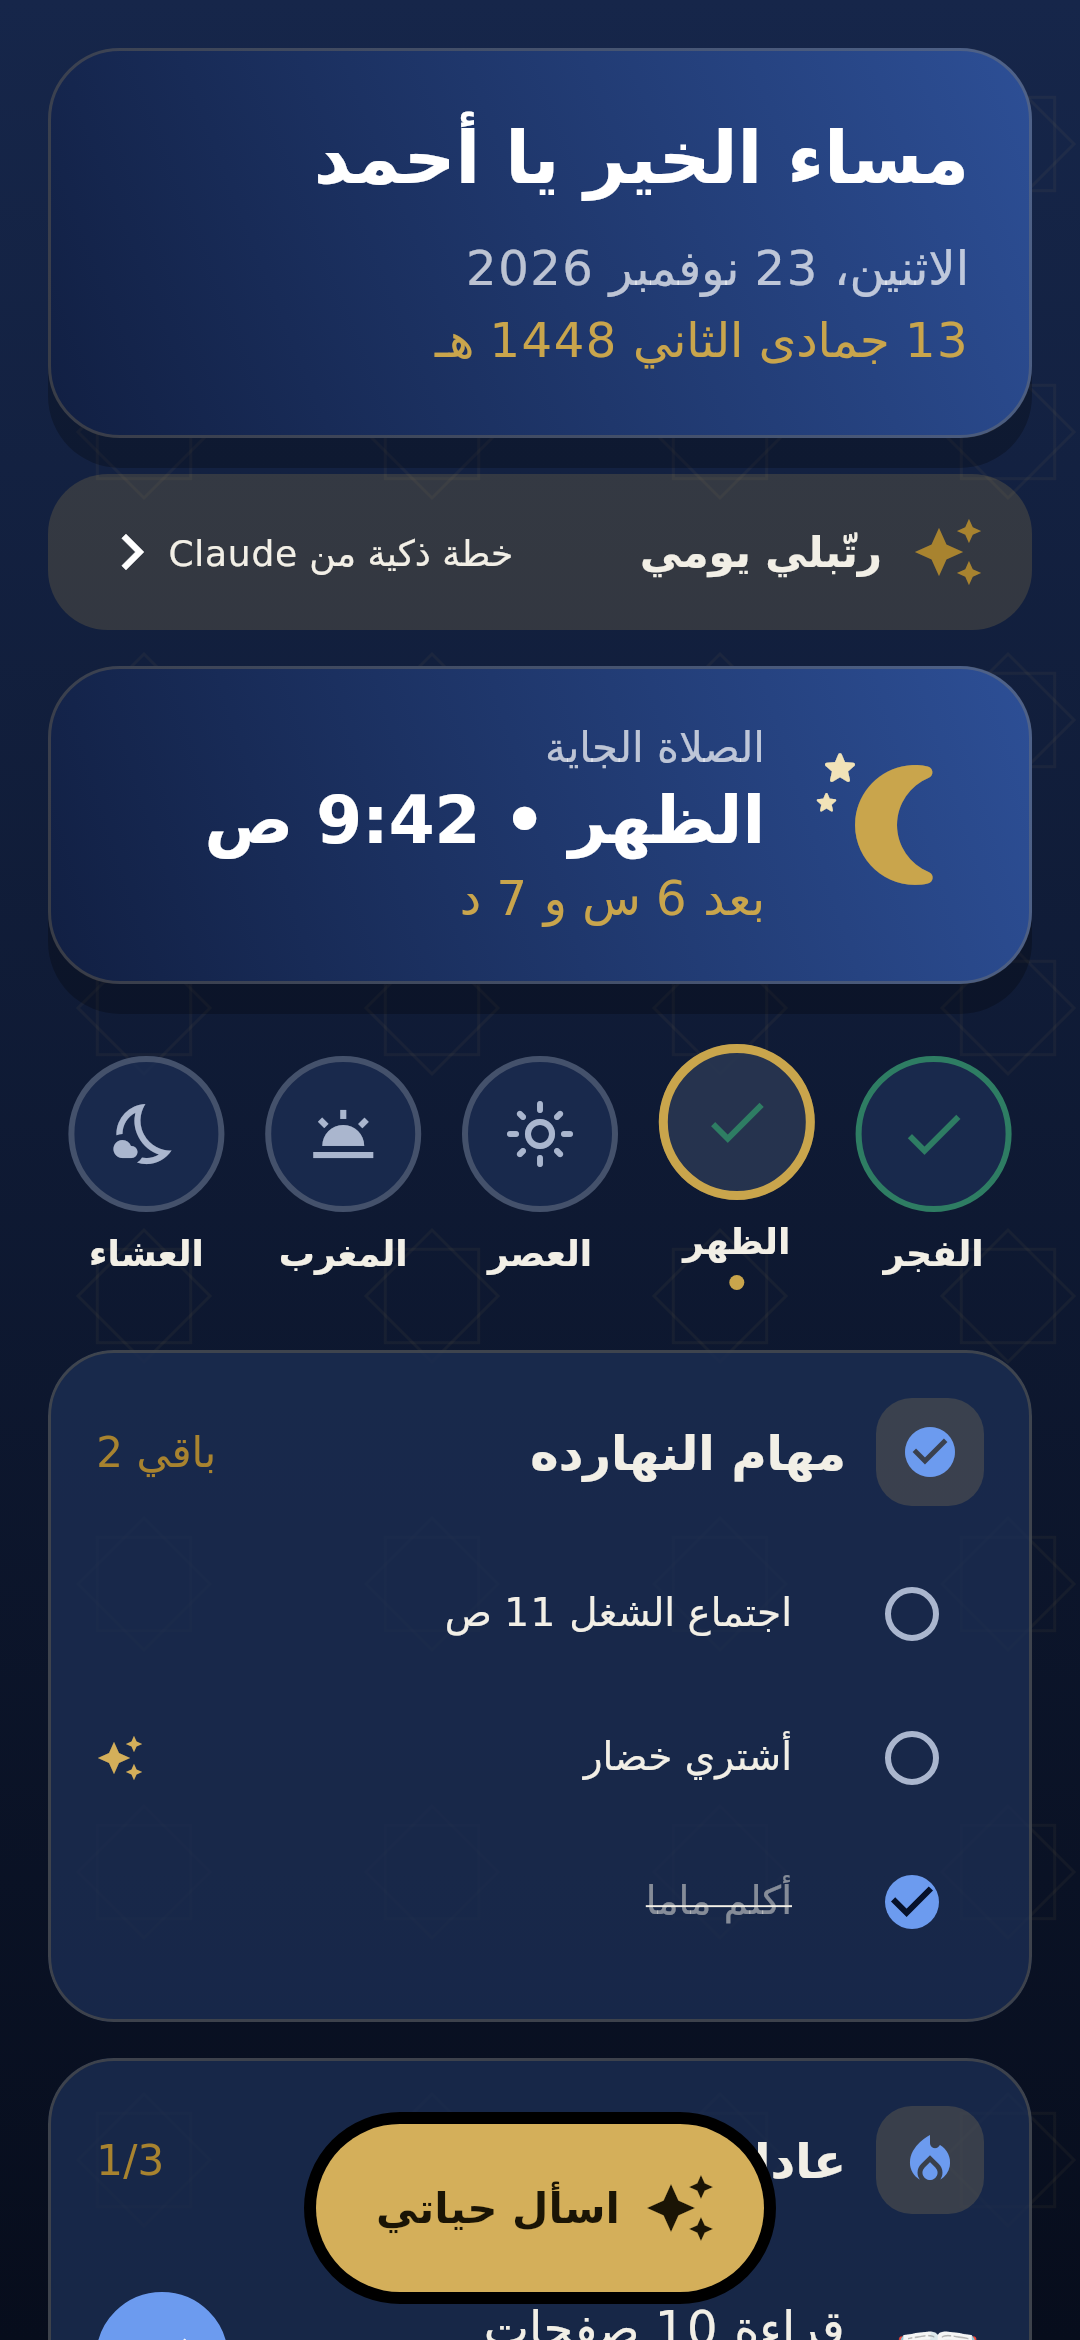 مساء الخير يا أحمد
الاثنين، 23 نوفمبر 2026
13 جمادى الثاني 1448 هـ
رتّبلي يومي
خطة ذكية من Claude
الصلاة الجاية
الظهر • 9:42 ص
بعد 6 س و 7 د
الفجر
الظهر
العصر
المغرب
العشاء
مهام النهارده
باقي 2
اجتماع الشغل 11 ص
أشتري خضار
أكلم ماما
1/3
اسأل حياتي
قراءة 10 صفحات